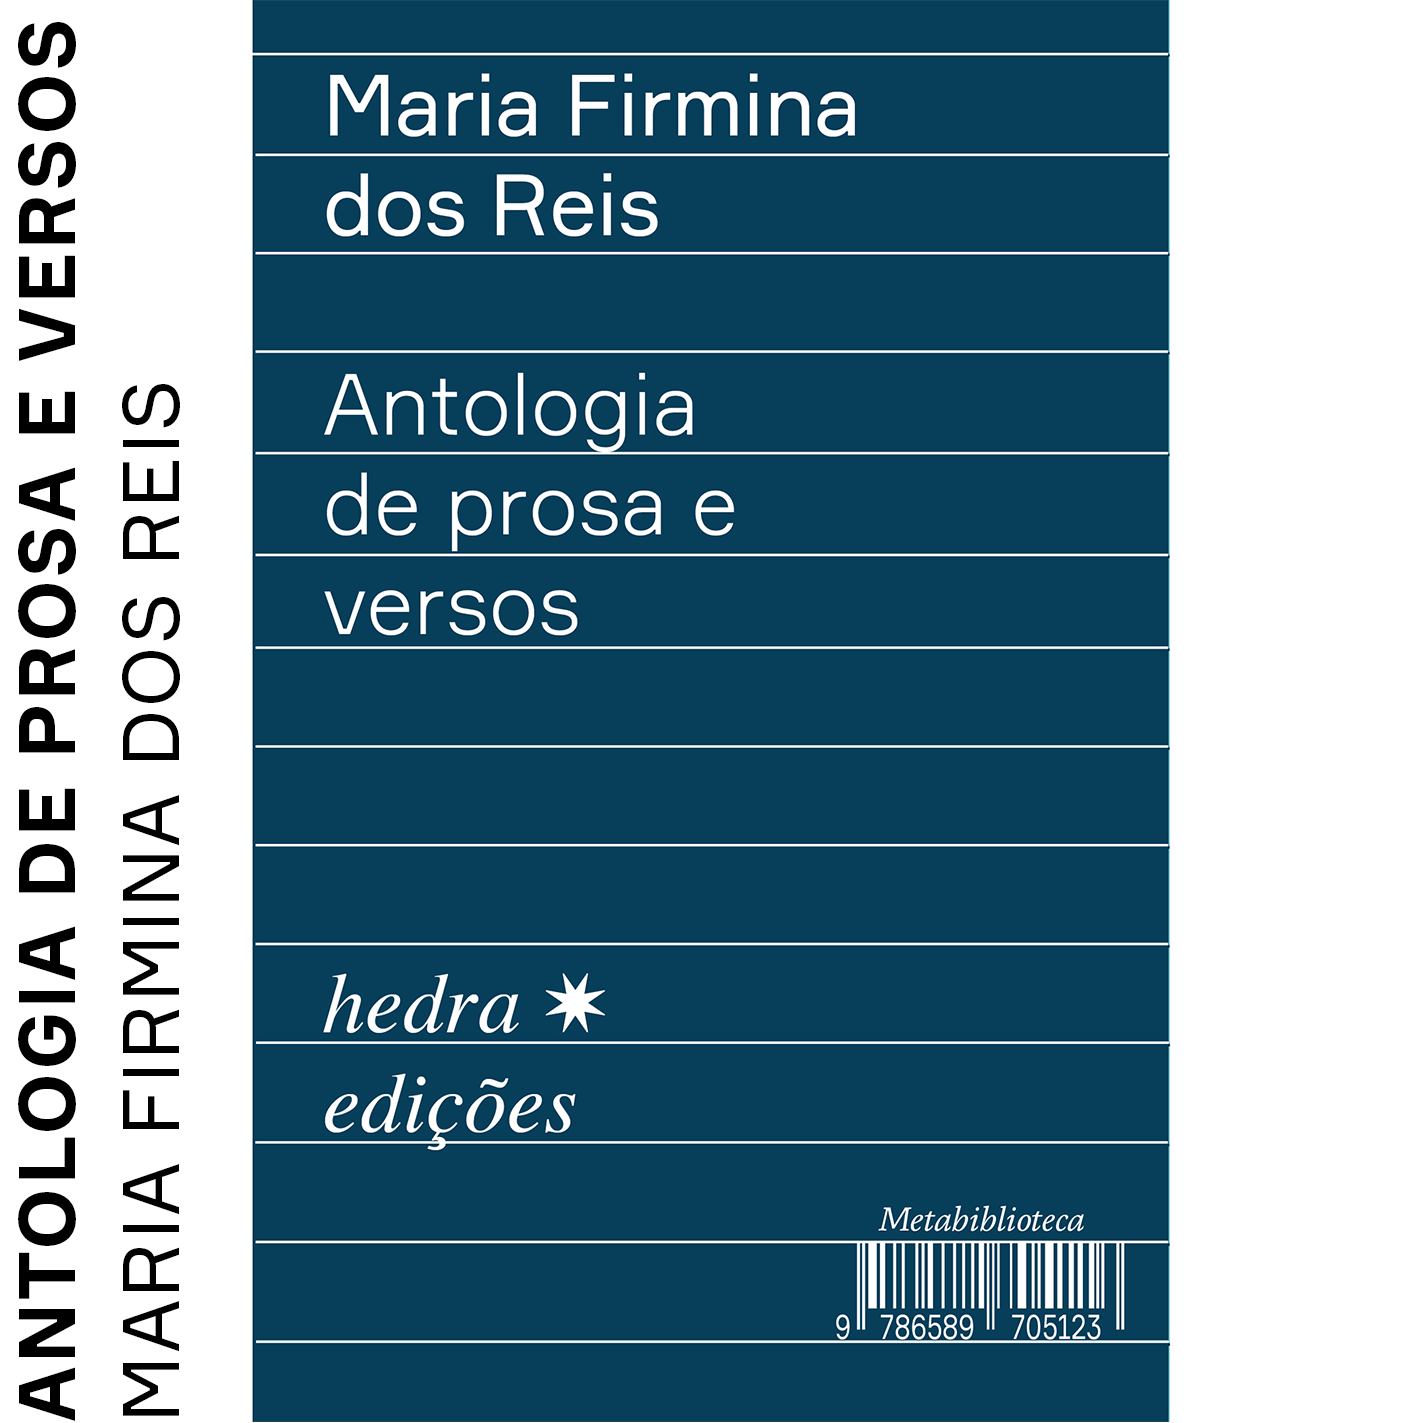 ANTOLOGIA DE PROSA E VERSOS
MARIA FIRMINA DOS REIS
Maria Firmina
dos Reis
Antologia
de prosa e
versos
hedra
edições
Metabiblioteca
9 786589 705123